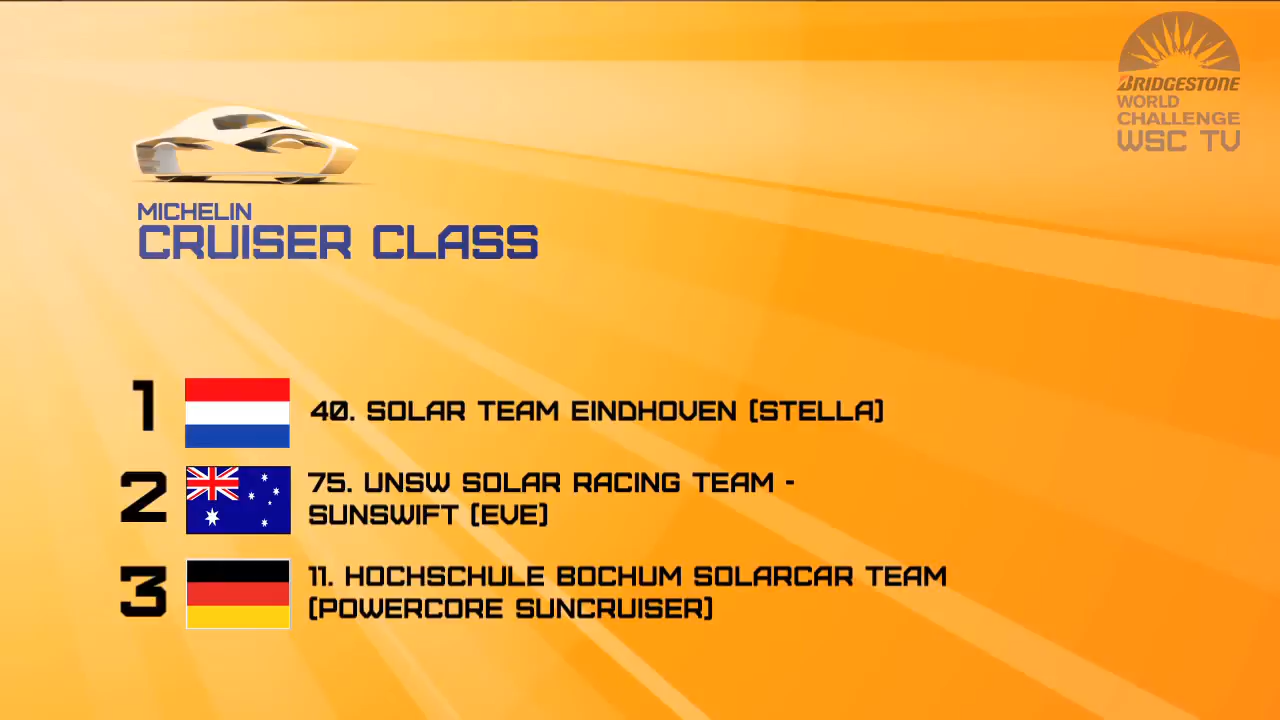 BRIDGESTONE
WORLD
CHALLENGE
WSC TV
MICHELIN
CRUISER CLASS
1 40. SOLAR TEAM EINDHOVEN [STELLA]
2 75. UNSW SOLAR RACING TEAM -
SUNSWIFT [EVE]
3 11. HOCHSCHULE BOCHUM SOLARCAR TEAM
[POWERCORE SUNCRUISER]